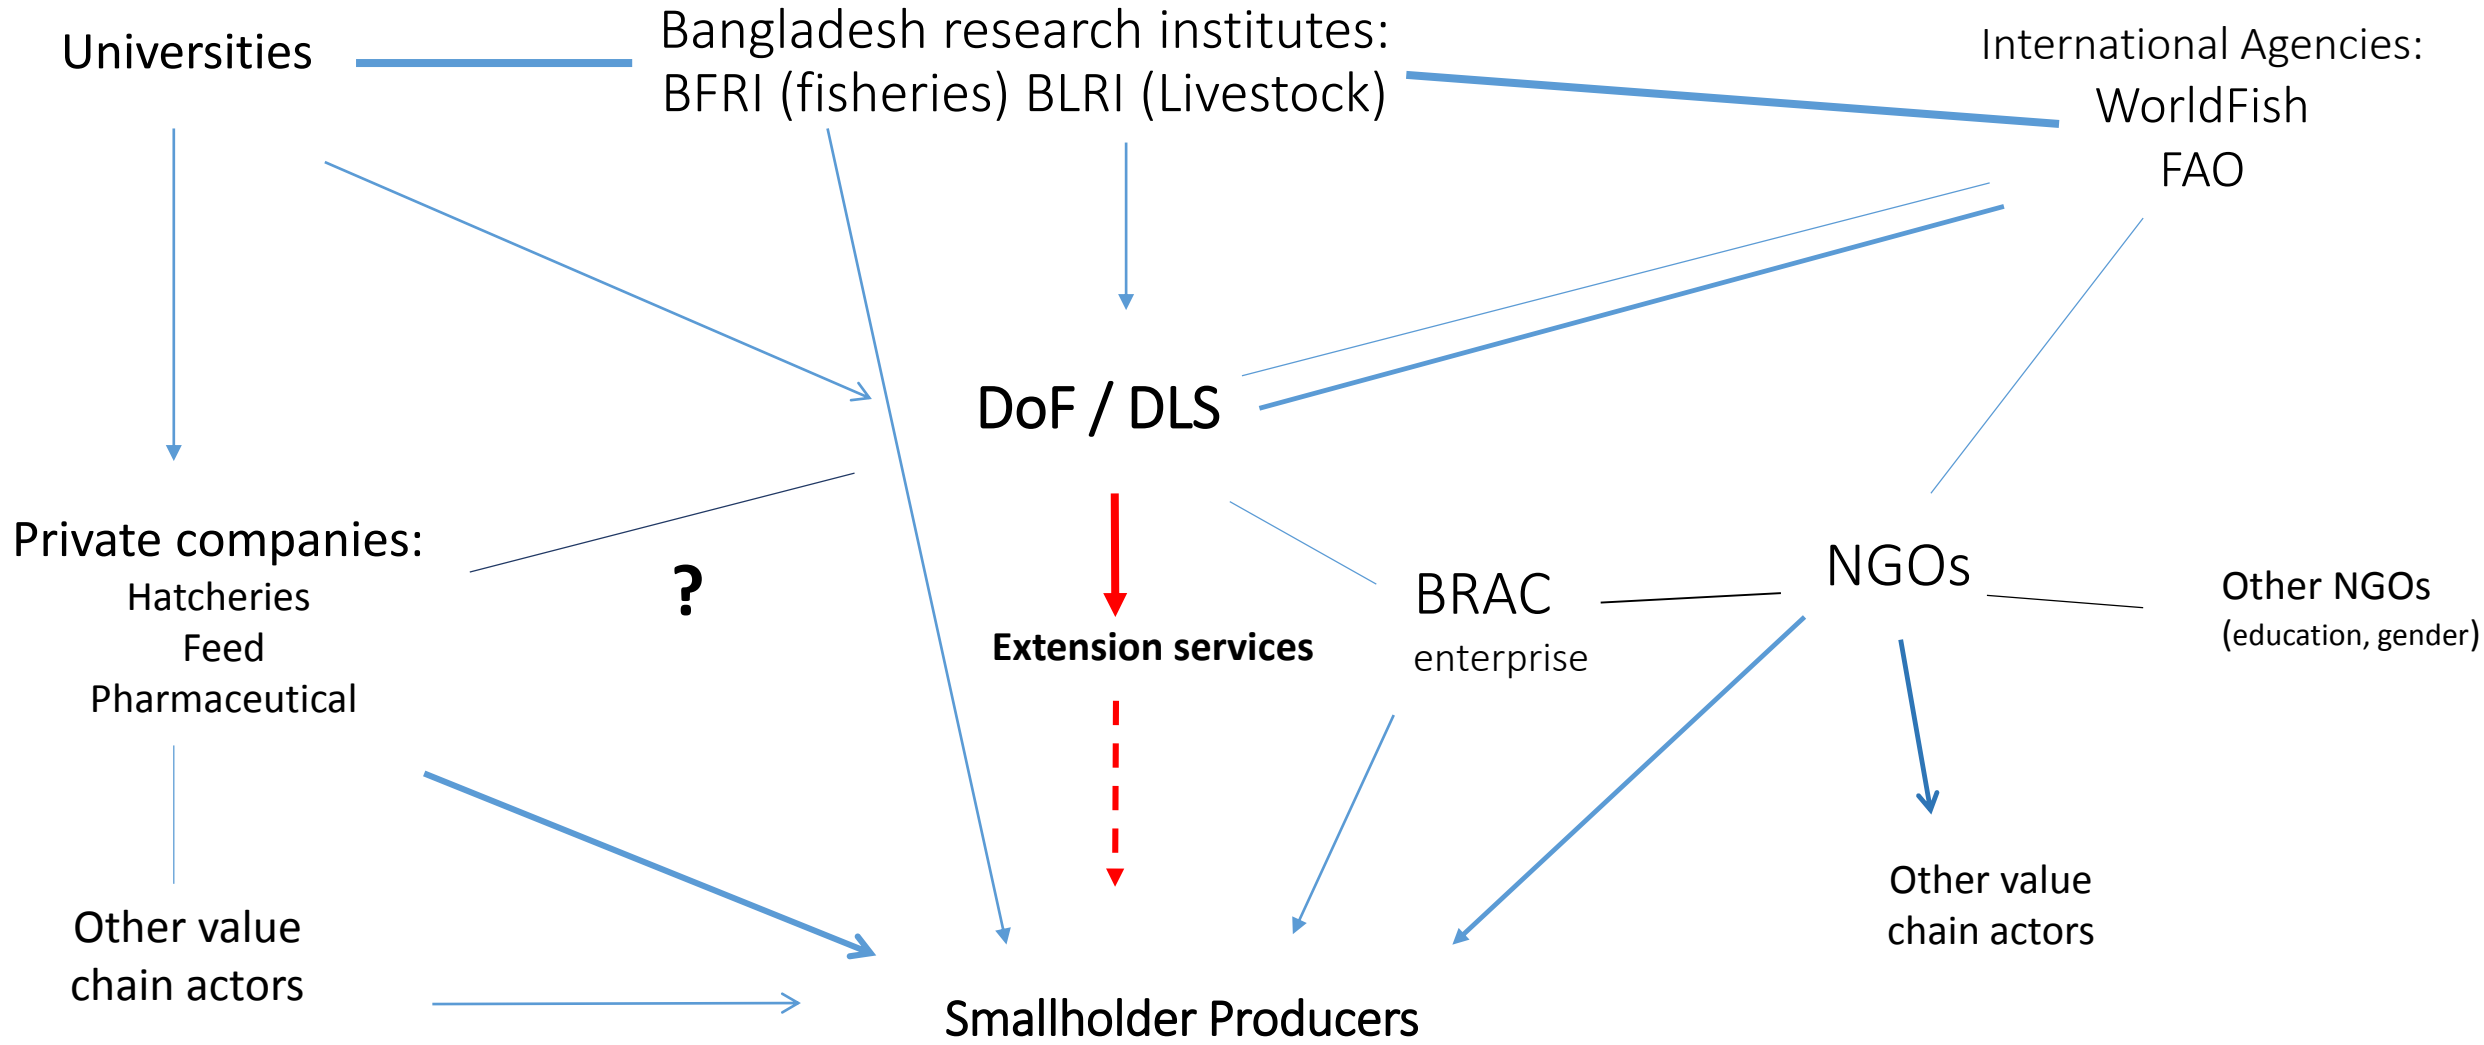 Universities
Bangladesh research institutes:
BFRI (fisheries) BLRI (Livestock)
International Agencies:
WorldFish
FAO
DoF / DLS
Private companies:
Hatcheries
Feed
Pharmaceutical
?
Extension services
BRAC
enterprise
NGOs
Other NGOs
(education, gender)
Other value
chain actors
Other value
chain actors
Smallholder Producers